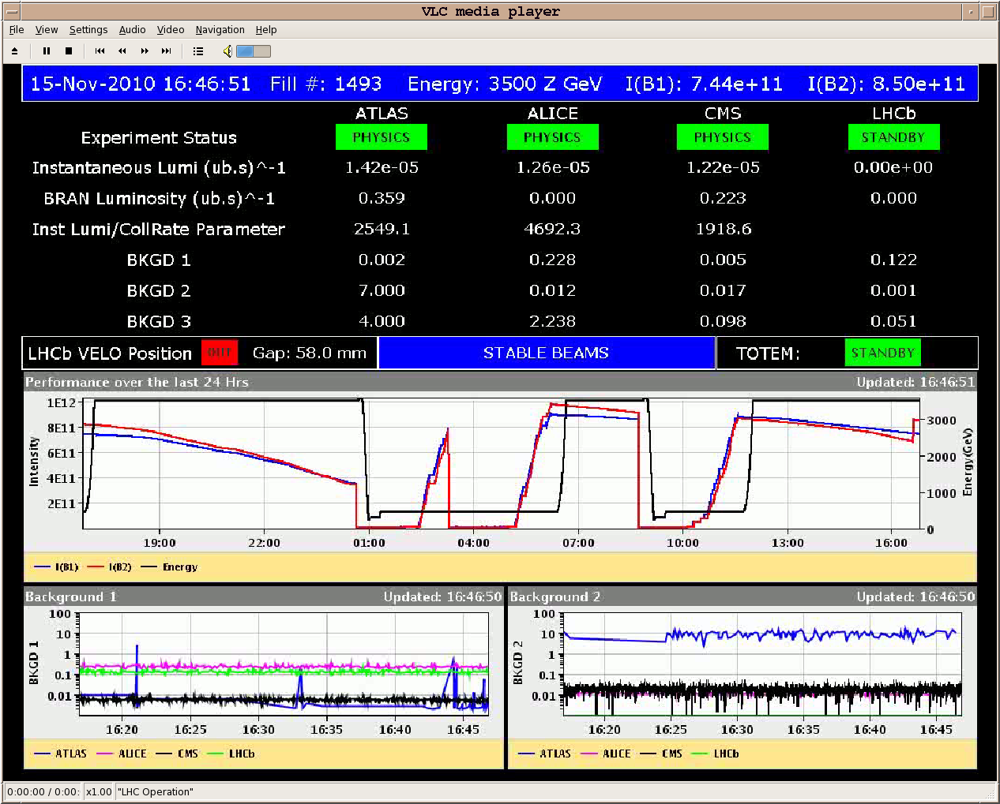 VLC media player
File View Settings Audio Video Navigation Help
15-Nov-2010 16:46:51 Fill #: 1493 Energy: 3500 Z GeV I(B1): 7.44e+11 I(B2): 8.50e+11
ATLAS ALICE CMS LHCb
Experiment Status PHYSICS PHYSICS PHYSICS STANDBY
Instantaneous Lumi (ub.s)^-1 1.42e-05 1.26e-05 1.22e-05 0.00e+00
BRAN Luminosity (ub.s)^-1 0.359 0.000 0.223 0.000
Inst Lumi/CollRate Parameter 2549.1 4692.3 1918.6
BKGD 1 0.002 0.228 0.005 0.122
BKGD 2 7.000 0.012 0.017 0.001
BKGD 3 4.000 2.238 0.098 0.051
LHCb VELO Position OUT Gap: 58.0 mm STABLE BEAMS TOTEM: STANDBY
Performance over the last 24 Hrs Updated: 16:46:51
1E12
8E11
6E11
4E11
2E11
Intensity
3000
2000
1000
0
Energy(GeV)
19:00 22:00 01:00 04:00 07:00 10:00 13:00 16:00
I(B1) I(B2) Energy
Background 1 Updated: 16:46:50
100
10
1
0.1
0.01
BKGD 1
16:20 16:25 16:30 16:35 16:40 16:45
ATLAS ALICE CMS LHCb
Background 2 Updated: 16:46:50
100
10
1
0.1
0.01
BKGD 2
16:20 16:25 16:30 16:35 16:40 16:45
ATLAS ALICE CMS LHCb
0:00:00 / 0:00: x1.00 "LHC Operation"